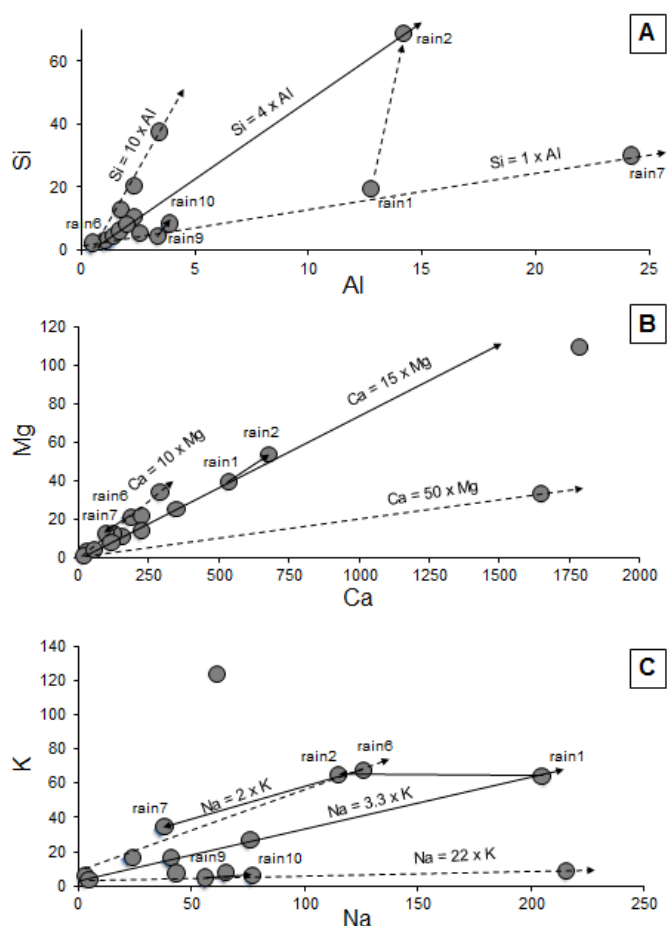 A
60
40
20
0
Si
0
5
10
15
20
25
Al
rain2
Si = 4 x Al
Si = 10 x Al
Si = 1 x Al
rain7
rain1
rain10
rain6
rain9
B
120
100
80
60
40
20
0
Mg
0
250
500
750
1000
1250
1500
1750
2000
Ca
Ca = 15 x Mg
Ca = 10 x Mg
rain2
rain1
rain6
rain7
Ca = 50 x Mg
C
140
120
100
80
60
40
20
0
K
0
50
100
150
200
250
Na
rain2
rain6
rain1
rain7
Na = 2 x K
Na = 3.3 x K
rain9
rain10
Na = 22 x K